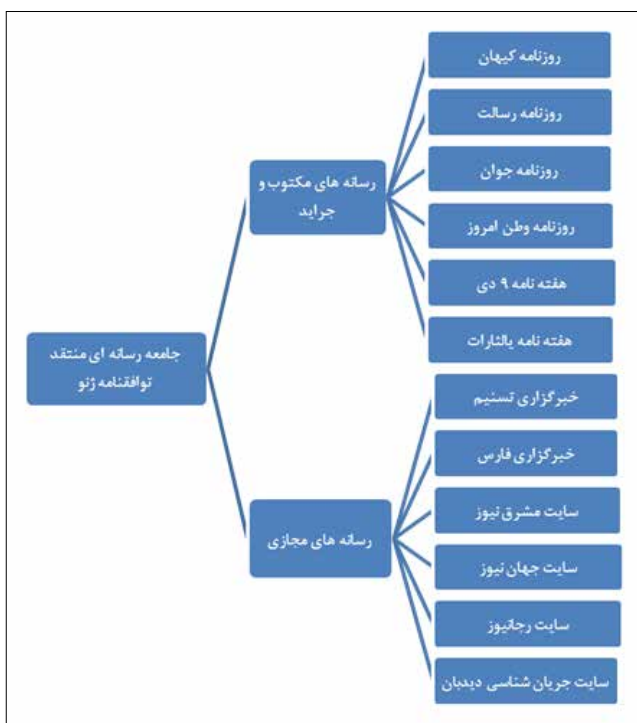 جامعه رسانه ای منتقد
توافقنامه ژنو
رسانه های مکتوب و
جراید
روزنامه کیهان
روزنامه رسالت
روزنامه جوان
روزنامه وطن امروز
هفته نامه ۹ دی
هفته نامه یالثارات
رسانه های مجازی
خبرگزاری تسنیم
خبرگزاری فارس
سایت مشرق نیوز
سایت جهان نیوز
سایت رجانیوز
سایت جریان شناسی دیدبان